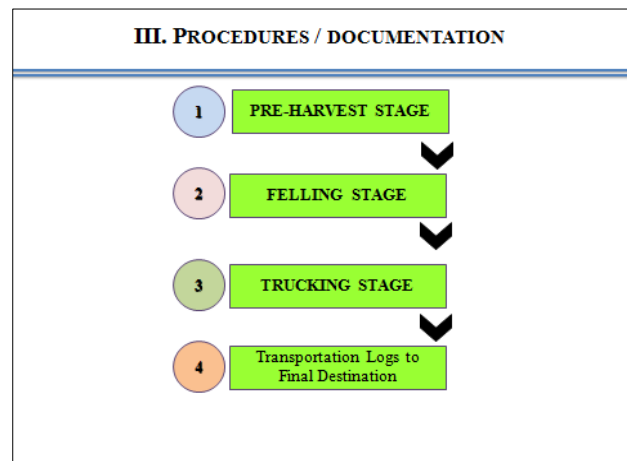 III. PROCEDURES / DOCUMENTATION
1
PRE-HARVEST STAGE
2
FELLING STAGE
3
TRUCKING STAGE
4
Transportation Logs to
Final Destination